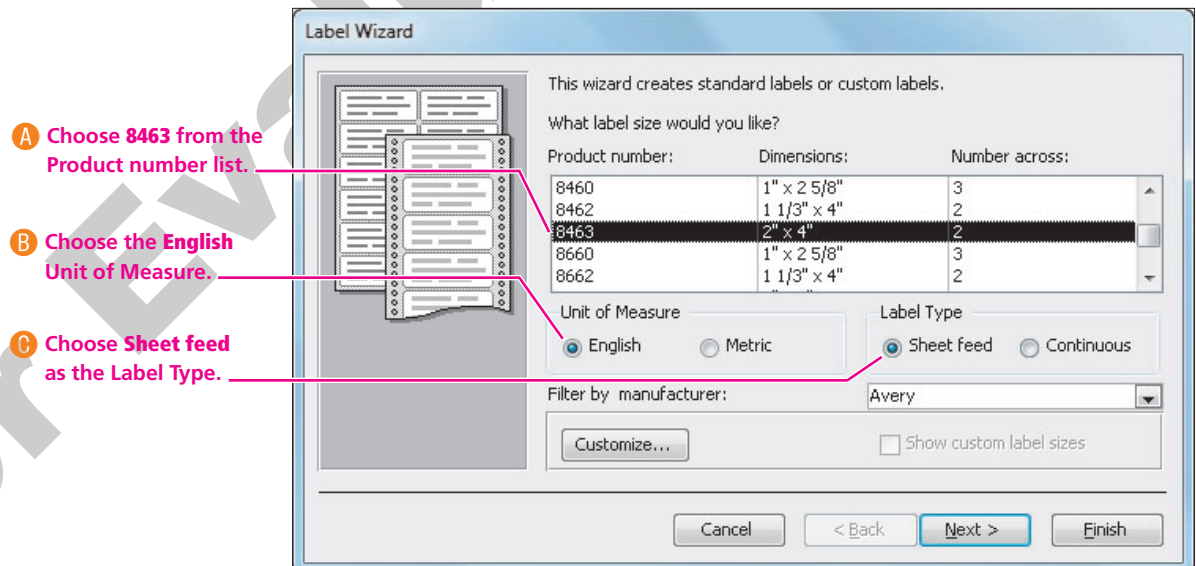 Label Wizard
This wizard creates standard labels or custom labels.
What label size would you like?
Product number: Dimensions: Number across:
8460 1" x 2 5/8" 3
8462 1 1/3" x 4" 2
8463 2" x 4" 2
8660 1" x 2 5/8" 3
8662 1 1/3" x 4" 2
Unit of Measure Label Type
English Metric Sheet feed Continuous
Filter by manufacturer: Avery
Customize... Show custom label sizes
Cancel < Back Next > Finish
A Choose 8463 from the
Product number list.
B Choose the English
Unit of Measure.
C Choose Sheet feed
as the Label Type.